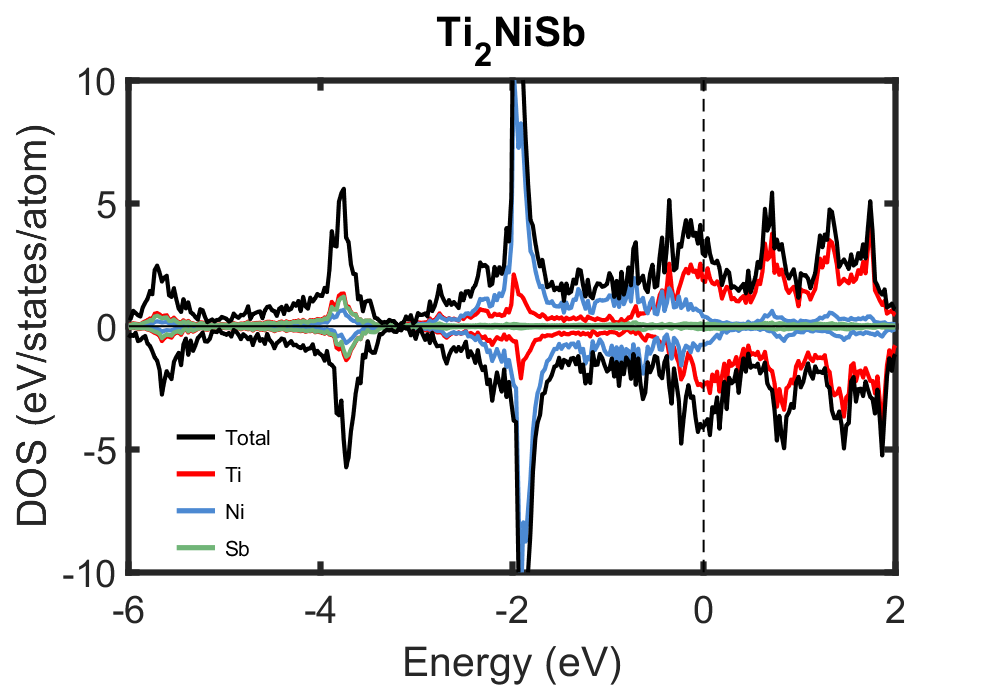 Ti₂NiSb
DOS (eV/states/atom)
10
5
0
-5
-10
Total
Ti
Ni
Sb
-6 -4 -2 0 2
Energy (eV)